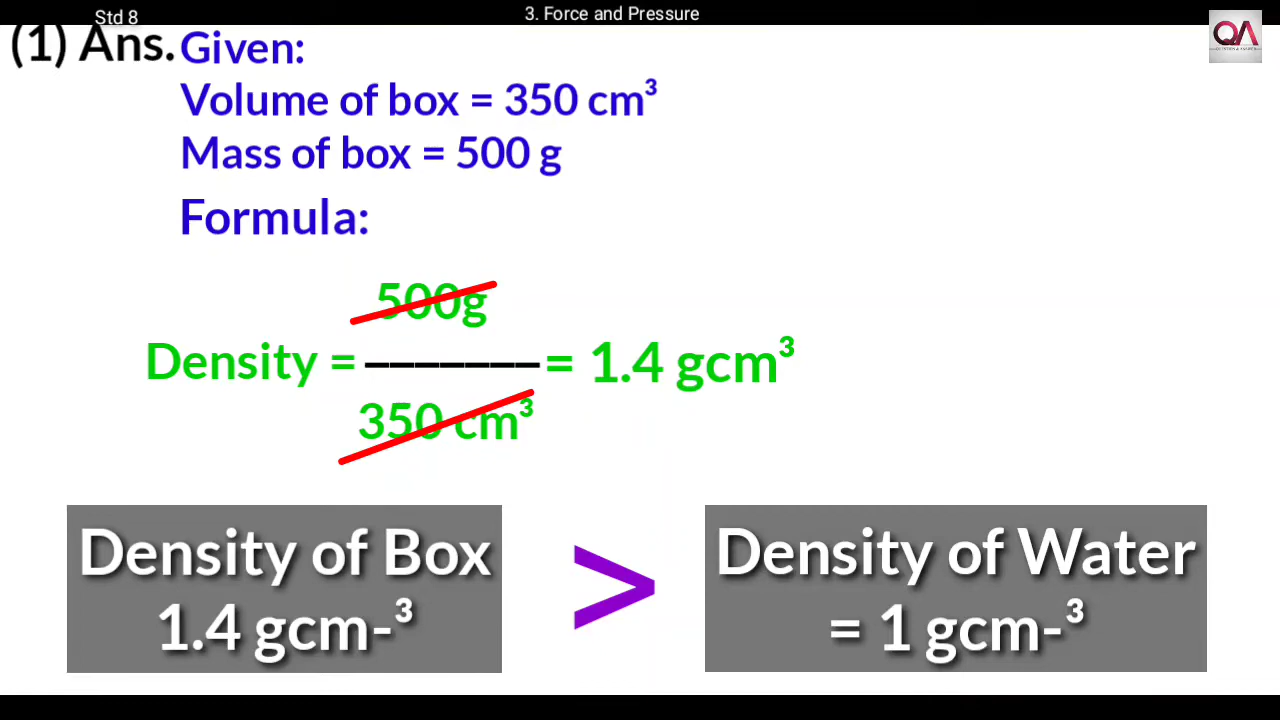 Std 8
3. Force and Pressure
QA
(1) Ans. Given:
Volume of box = 350 cm³
Mass of box = 500 g
Formula:
500g
Density = ------- = 1.4 gcm³
350 cm³
Density of Box
1.4 gcm-³
>
Density of Water
= 1 gcm-³